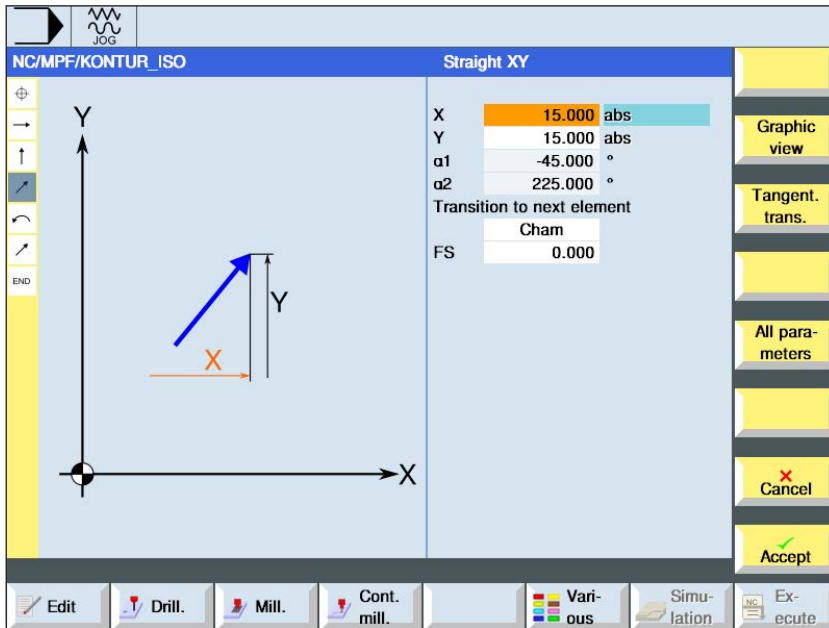 JOG
NC/MPF/KONTUR_ISO
Straight XY
END
Y
Y
X
X
X 15.000 abs
Y 15.000 abs
α1 -45.000 °
α2 225.000 °
Transition to next element
Cham
FS 0.000
Graphic
view
Tangent.
trans.
All para-
meters
Cancel
Accept
Edit
Drill.
Mill.
Cont.
mill.
Vari-
ous
Simu-
lation
NC
Ex-
ecute